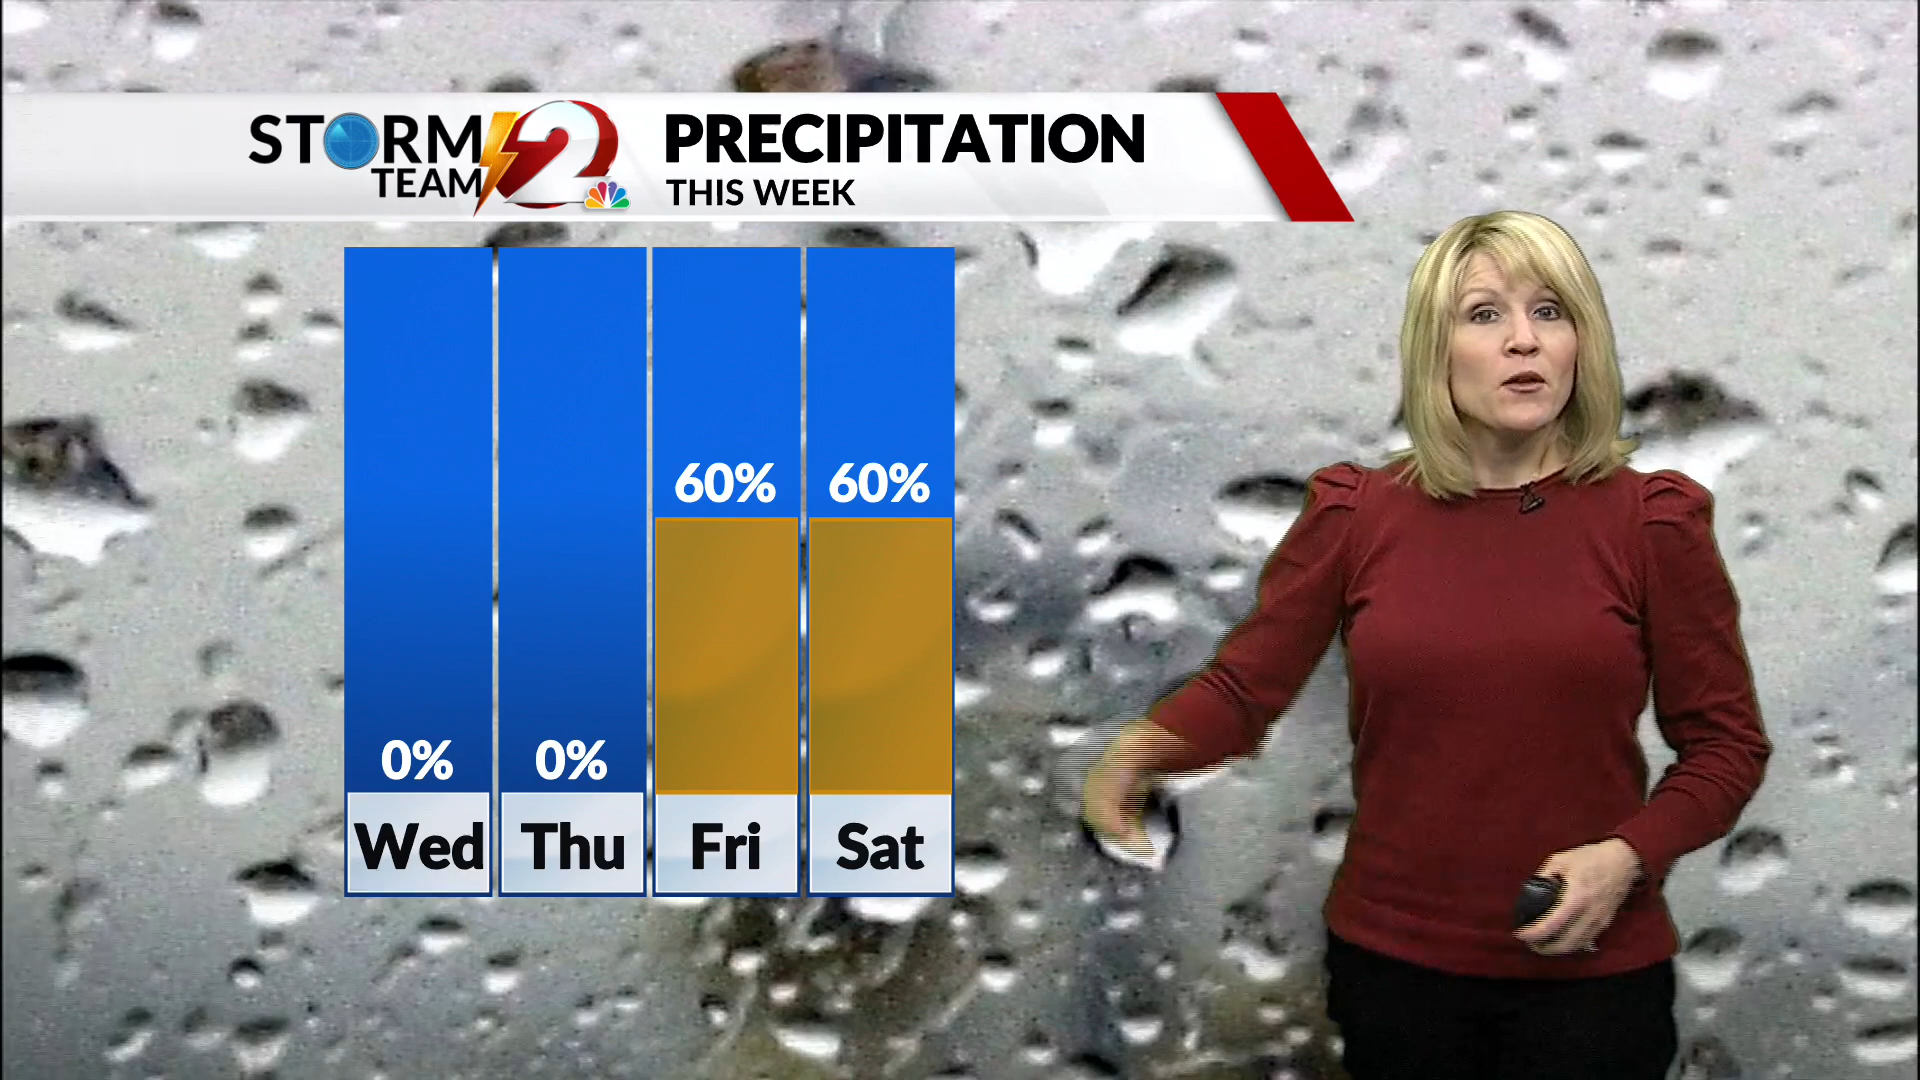 STORM
TEAM
2
PRECIPITATION
THIS WEEK
0%
0%
60%
60%
Wed
Thu
Fri
Sat